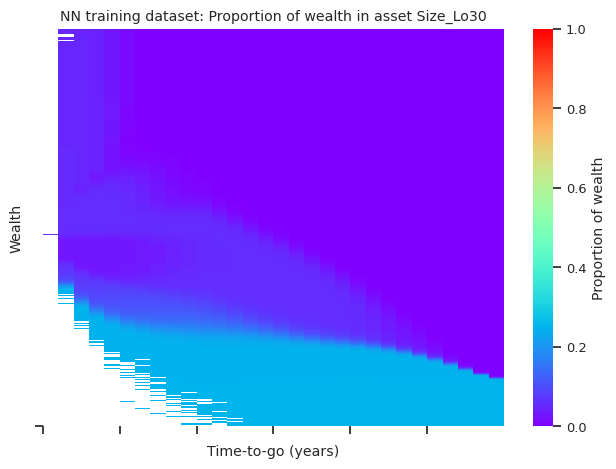 NN training dataset: Proportion of wealth in asset Size_Lo30
Wealth
Time-to-go (years)
1.0
0.8
0.6
0.4
0.2
0.0
Proportion of wealth